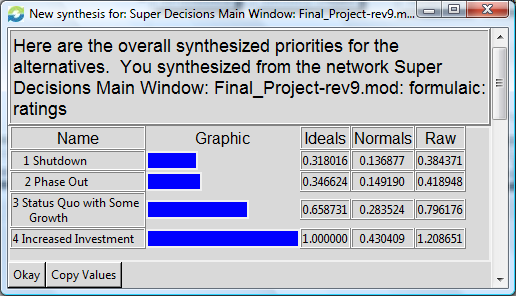 New synthesis for: Super Decisions Main Window: Final_Project-rev9.m...
Here are the overall synthesized priorities for the
alternatives. You synthesized from the network Super
Decisions Main Window: Final_Project-rev9.mod: formulaic:
ratings
Name Graphic Ideals Normals Raw
1 Shutdown 0.318016 0.136877 0.384371
2 Phase Out 0.346624 0.149190 0.418948
3 Status Quo with Some
Growth 0.658731 0.283524 0.796176
4 Increased Investment 1.000000 0.430409 1.208651
Okay Copy Values